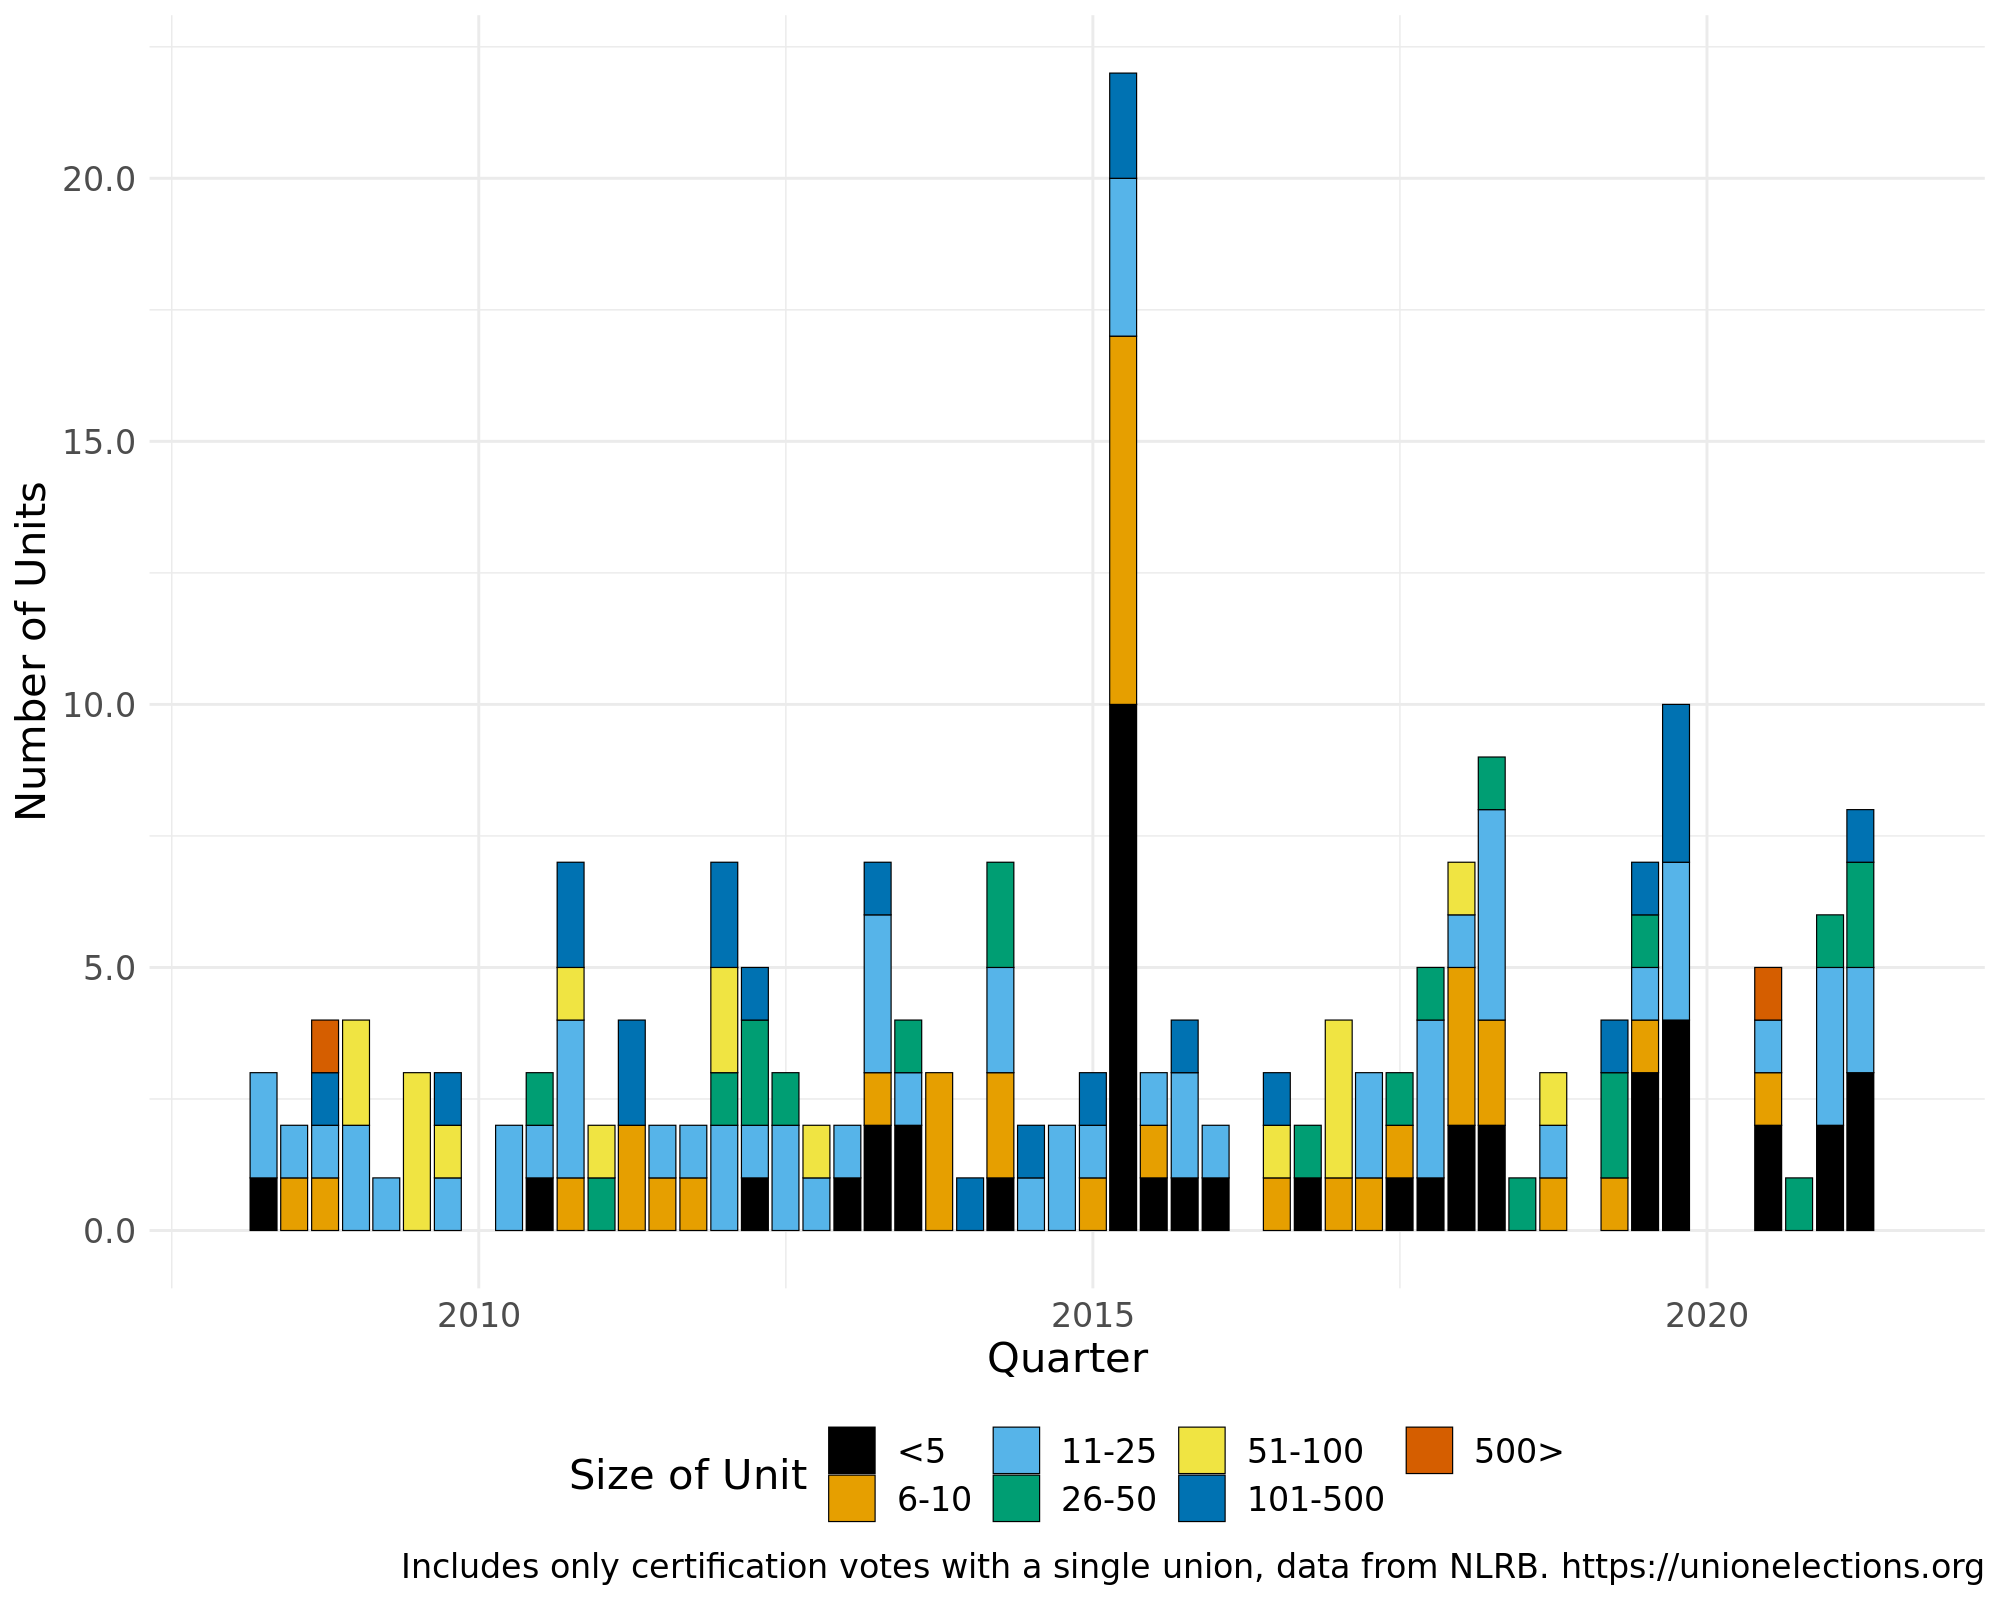 20.0
15.0
10.0
5.0
0.0
Number of Units
2010 2015 2020
Quarter
Size of Unit
<5 11-25 51-100 500>
6-10 26-50 101-500
Includes only certification votes with a single union, data from NLRB. https://unionelections.org